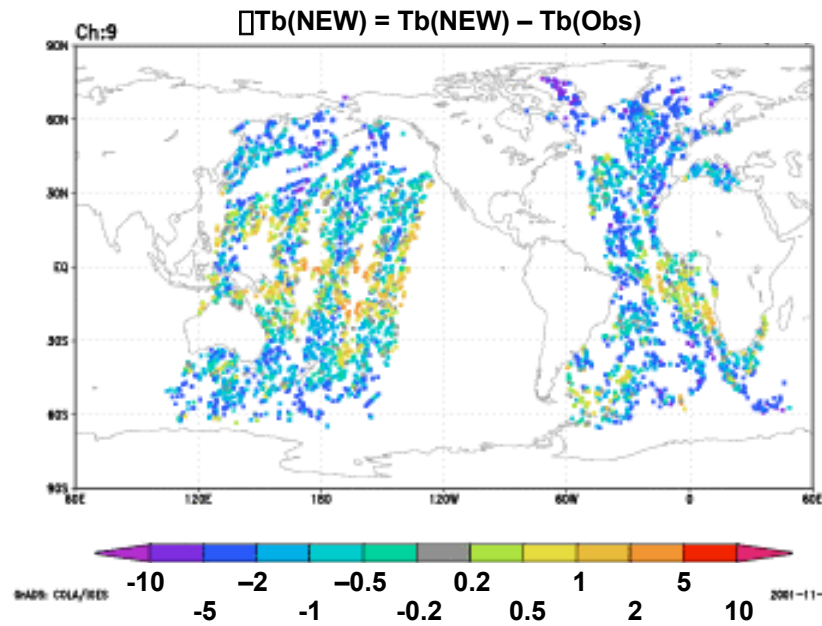 ▯Tb(NEW) = Tb(NEW) – Tb(Obs)
Ch:9
90N
60N
30N
EQ
30S
60S
90S
60E 120E 180 120W 60W 0 60E
-10 –2 –0.5 0.2 1 5
-5 -1 -0.2 0.5 2 10
GrADS: COLA/IGES 2001-11-